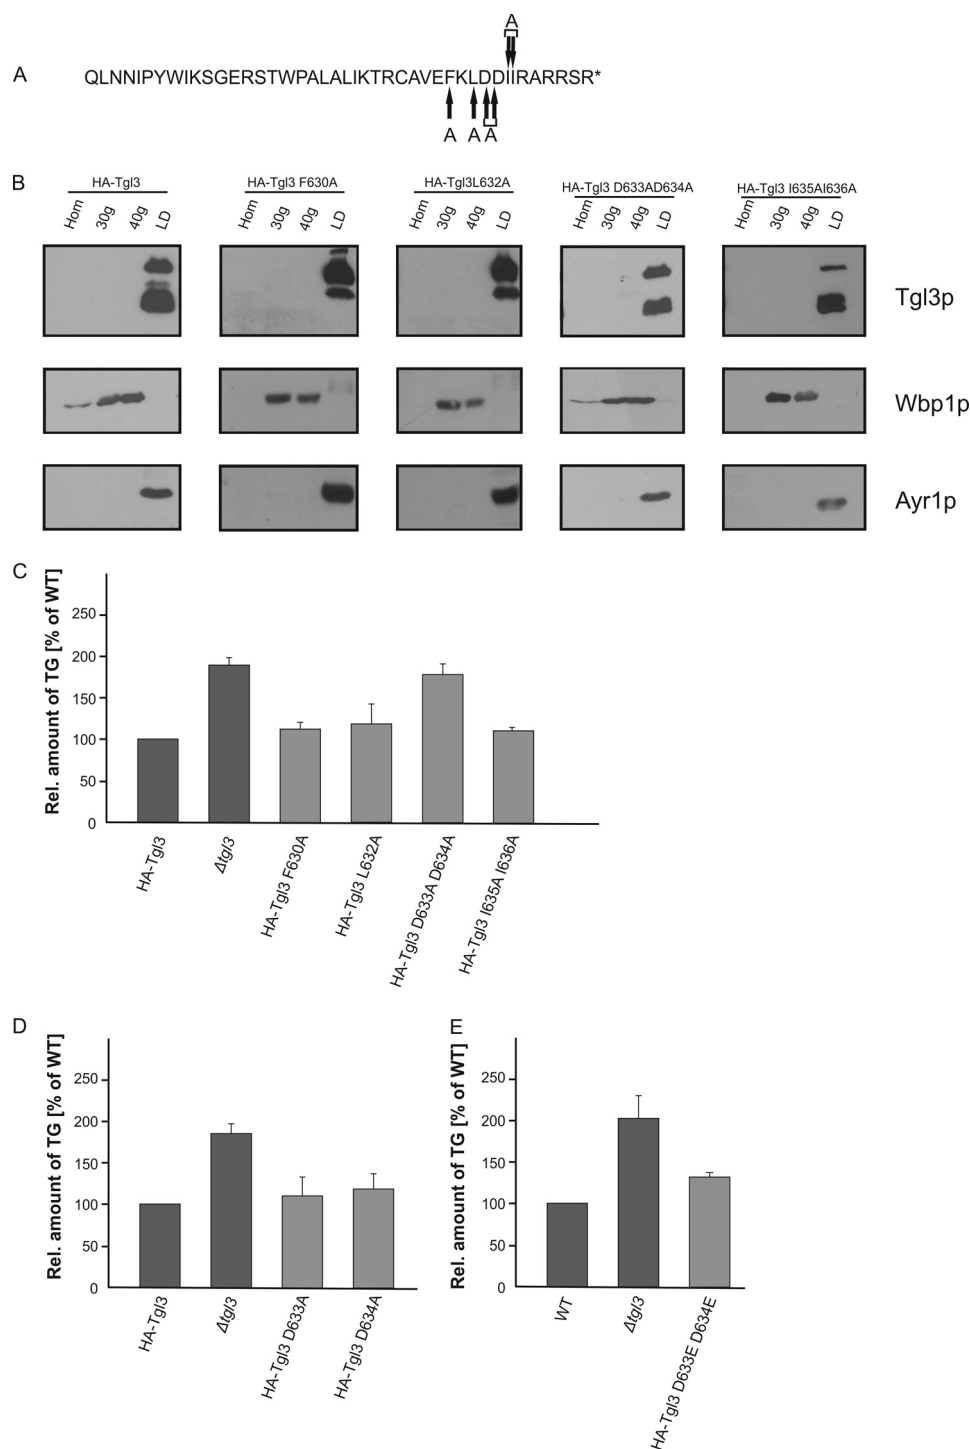 A
A
QLNNIPYWIKSGERSTWPALALIKTRCAVEFKLDDIIRARRSR*
A A A
B
HA-Tgl3 HA-Tgl3 F630A HA-Tgl3L632A HA-Tgl3 D633AD634A HA-Tgl3 I635AI636A
Hom 30g 40g LD Hom 30g 40g LD Hom 30g 40g LD Hom 30g 40g LD Hom 30g 40g LD
Tgl3p
Wbp1p
Ayr1p
C
Rel. amount of TG [% of WT]
250
200
150
100
50
0
HA-Tgl3
Δtgl3
HA-Tgl3 F630A
HA-Tgl3 L632A
HA-Tgl3 D633A D634A
HA-Tgl3 I635A I636A
D
Rel. amount of TG [% of WT]
250
200
150
100
50
0
HA-Tgl3
Δtgl3
HA-Tgl3 D633A
HA-Tgl3 D634A
E
Rel. amount of TG [% of WT]
250
200
150
100
50
0
WT
Δtgl3
HA-Tgl3 D633E D634E